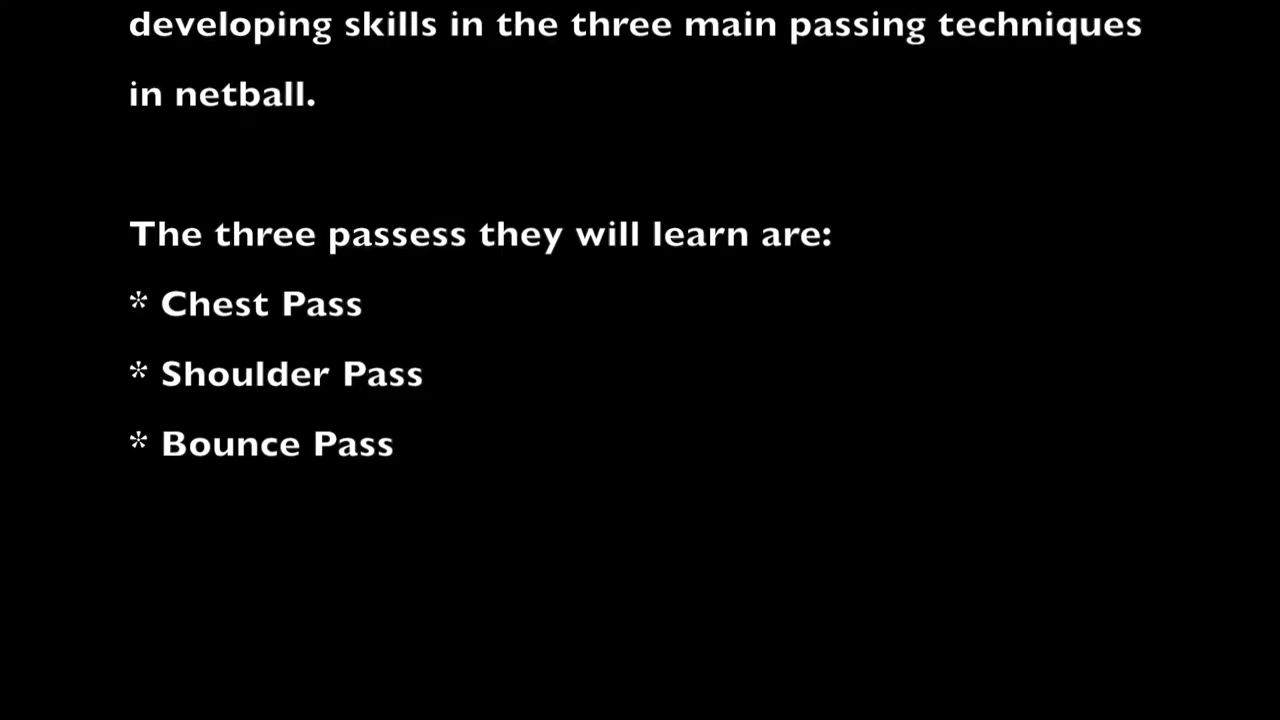 developing skills in the three main passing techniques
in netball.
The three passess they will learn are:
* Chest Pass
* Shoulder Pass
* Bounce Pass